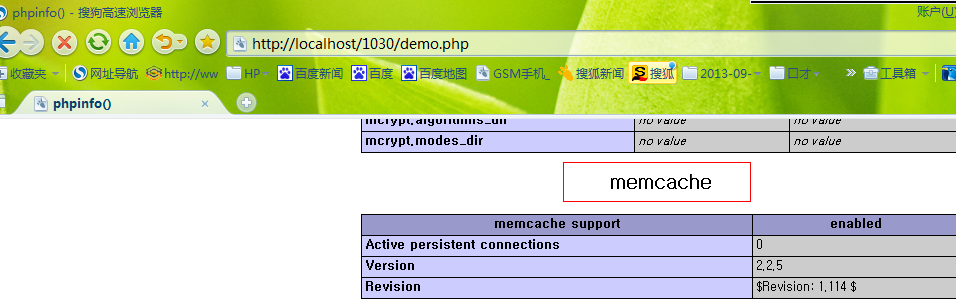 phpinfo() - 搜狗高速浏览器
账户(U)
http://localhost/1030/demo.php
收藏夹
网址导航
http://ww
HP
百度新闻
百度
百度地图
GSM手机_
搜狐新闻
搜狐
2013-09-
口才
»
工具箱
phpinfo()
mcrypt.algorithms_dir no value no value
mcrypt.modes_dir no value no value
memcache
memcache support enabled
Active persistent connections 0
Version 2.2.5
Revision $Revision: 1.114 $